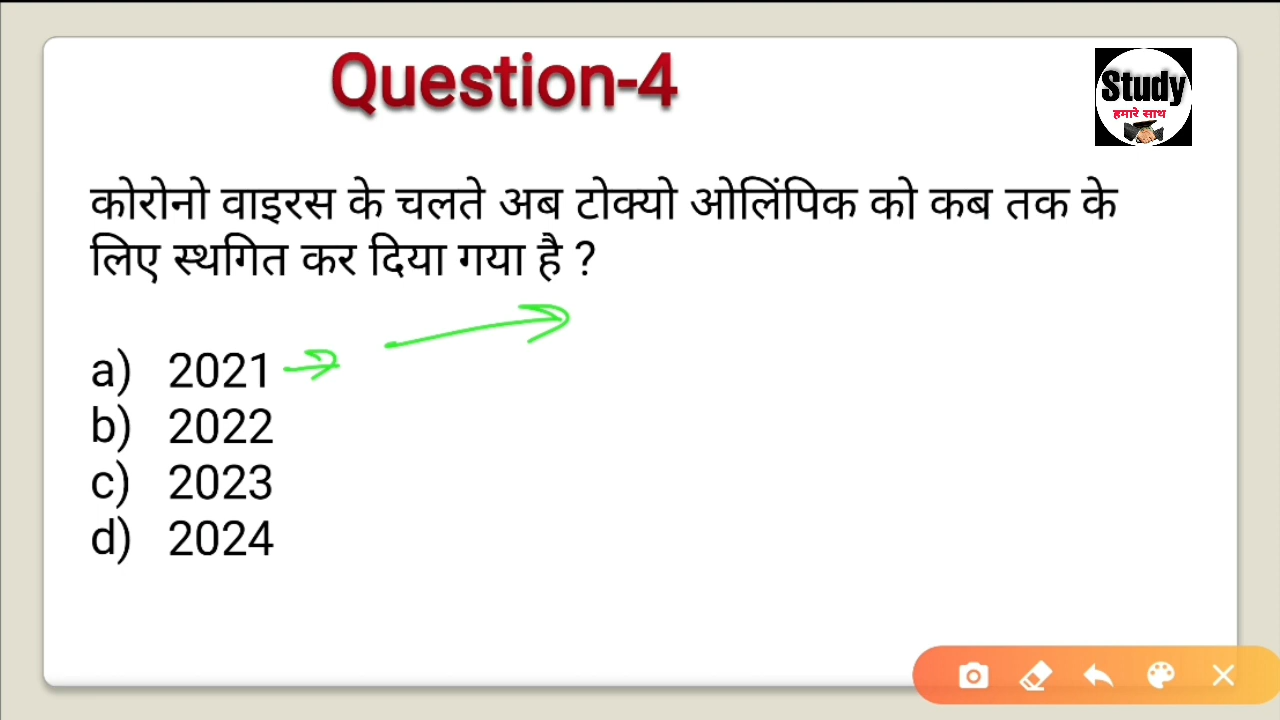 Question-4
Study
हमारे साथ
कोरोनो वाइरस के चलते अब टोक्यो ओलिंपिक को कब तक के
लिए स्थगित कर दिया गया है ?
a) 2021
b) 2022
c) 2023
d) 2024